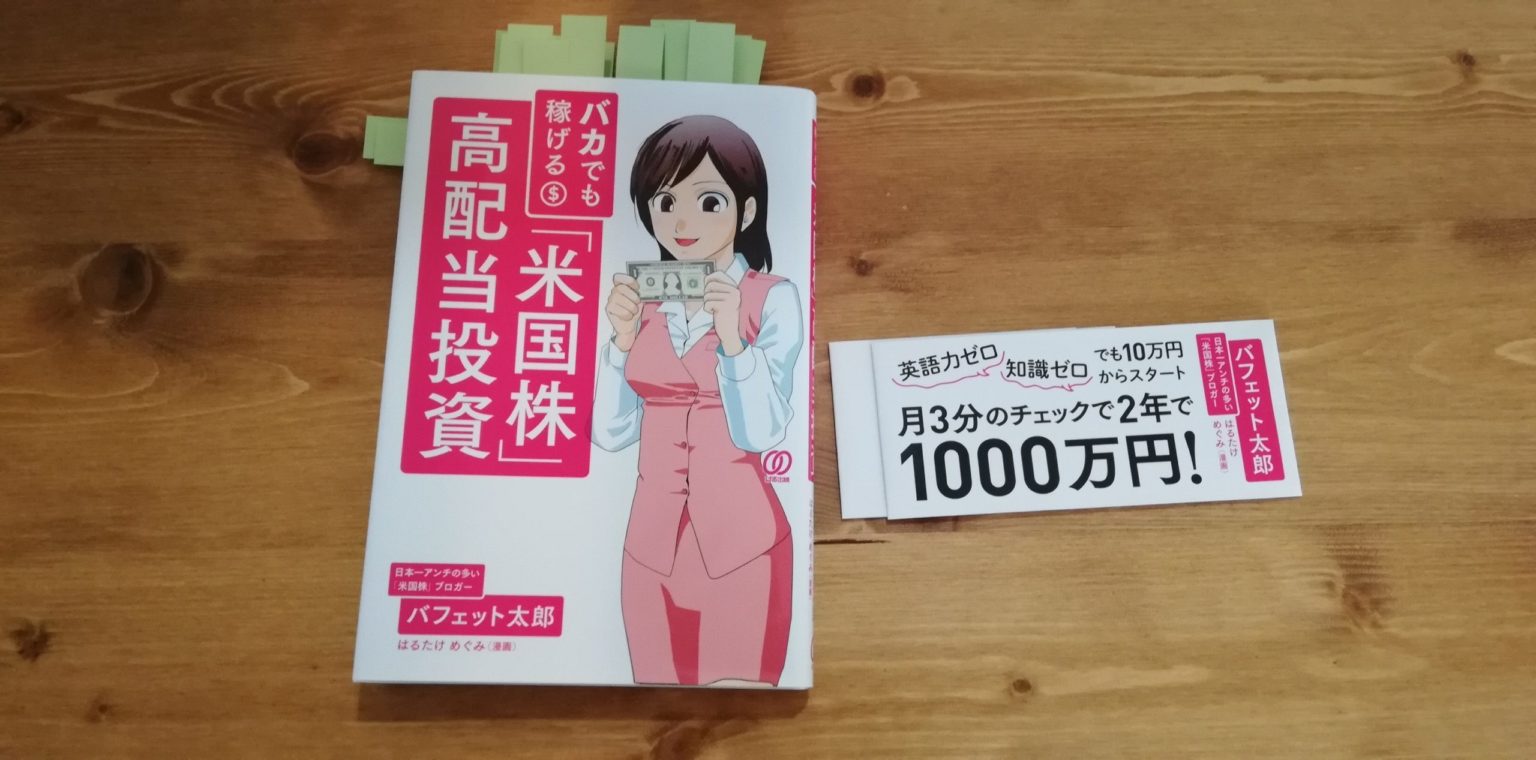 バカでも
稼げる$
「米国株」
高配当投資
日本一アンチの多い
「米国株」ブロガー
バフェット太郎
はるたけ めぐみ(漫画)
ぱる出版
英語力ゼロ
知識ゼロ
でも10万円
からスタート
月3分のチェックで2年で
1000万円!
バフェット太郎
日本一アンチの多い
「米国株」ブロガー
はるたけ
めぐみ(漫画)